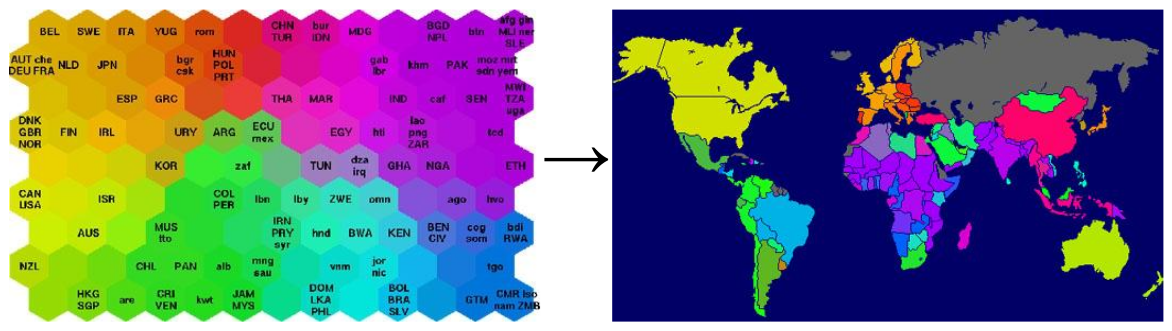 BEL SWE ITA YUG rom CHN TUR bur IDN MDG BGD NPL btn afg gin MLI ner SLE
AUT che DEU FRA NLD JPN bgr csk HUN POL PRT gab lbr khm PAK moz mrt sdn yem
ESP GRC THA MAR IND caf SEN MWI TZA uga
DNK GBR NOR FIN IRL URY ARG ECU mex EGY hti lao png ZAR tcd
KOR zaf TUN dza irq GHA NGA ETH
CAN USA ISR COL PER lbn lby ZWE omn ago hvo
AUS MUS tto IRN PRY syr hnd BWA KEN BEN CIV cog som bdi RWA
NZL CHL PAN alb mng sau vnm jor nic tgo
HKG SGP are CRI VEN kwt JAM MYS DOM LKA PHL BOL BRA SLV GTM CMR lso nam ZMB